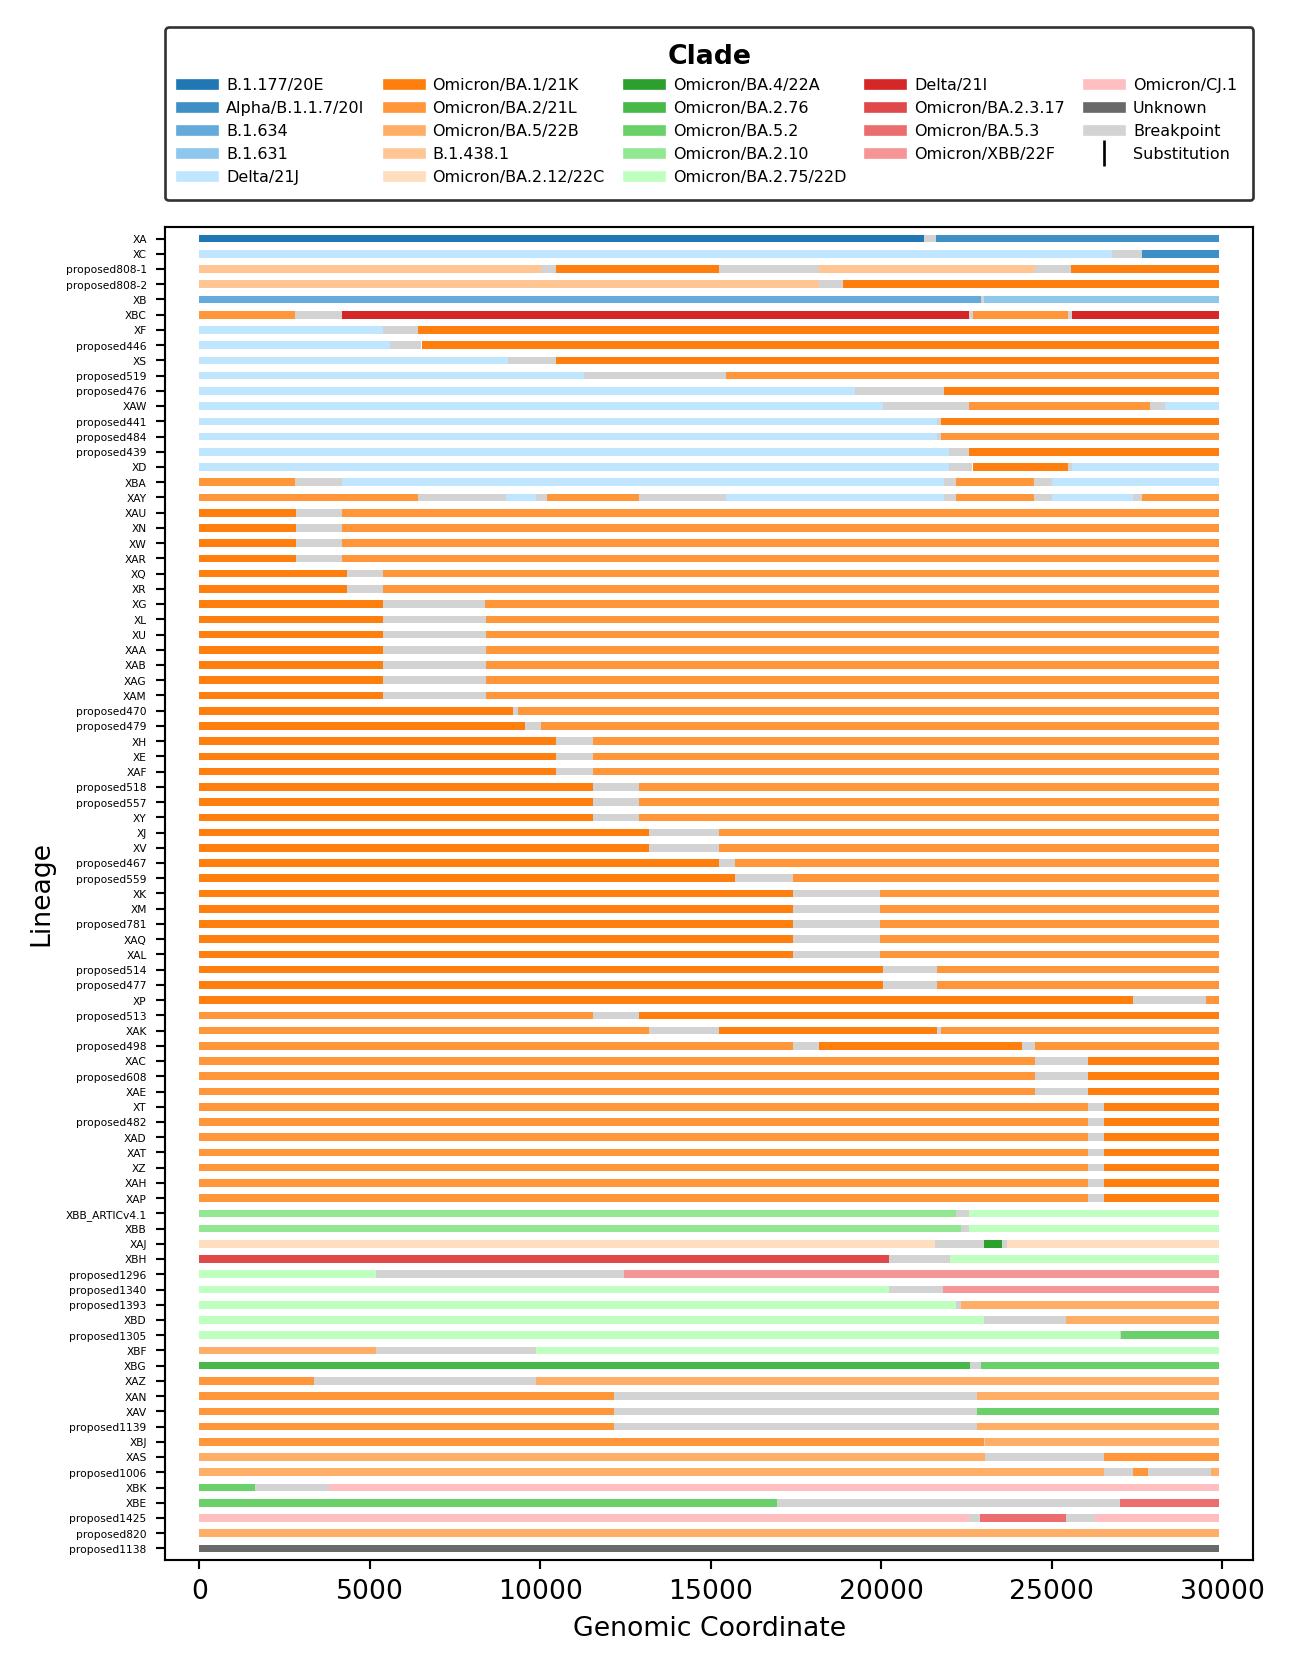 Clade
B.1.177/20E Omicron/BA.1/21K Omicron/BA.4/22A Delta/21I Omicron/CJ.1
Alpha/B.1.1.7/20I Omicron/BA.2/21L Omicron/BA.2.76 Omicron/BA.2.3.17 Unknown
B.1.634 Omicron/BA.5/22B Omicron/BA.5.2 Omicron/BA.5.3 Breakpoint
B.1.631 B.1.438.1 Omicron/BA.2.10 Omicron/XBB/22F Substitution
Delta/21J Omicron/BA.2.12/22C Omicron/BA.2.75/22D
XA
XC
proposed808-1
proposed808-2
XB
XBC
XF
proposed446
XS
proposed519
proposed476
XAW
proposed441
proposed484
proposed439
XD
XBA
XAY
XAU
XN
XW
XAR
XQ
XR
XG
XL
XU
XAA
XAB
XAG
XAM
proposed470
proposed479
XH
XE
XAF
proposed518
proposed557
XY
XJ
XV
proposed467
proposed559
XK
XM
proposed781
XAQ
XAL
proposed514
proposed477
XP
proposed513
XAK
proposed498
XAC
proposed608
XAE
XT
proposed482
XAD
XAT
XZ
XAH
XAP
XBB_ARTICv4.1
XBB
XAJ
XBH
proposed1296
proposed1340
proposed1393
XBD
proposed1305
XBF
XBG
XAZ
XAN
XAV
proposed1139
XBJ
XAS
proposed1006
XBK
XBE
proposed1425
proposed820
proposed1138
Lineage
0 5000 10000 15000 20000 25000 30000
Genomic Coordinate